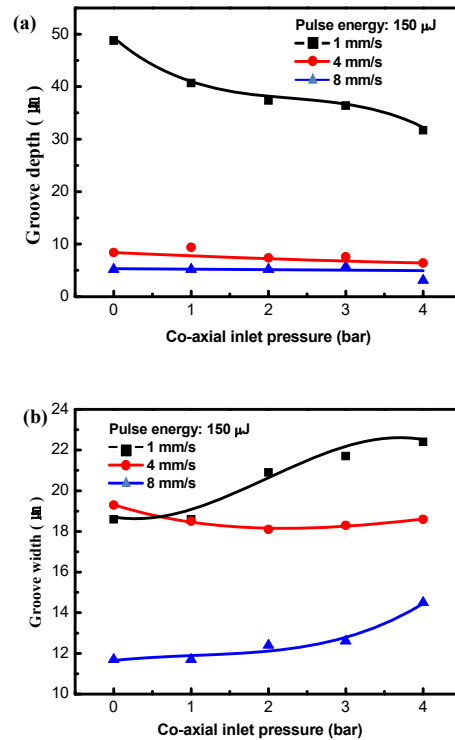 (a)
Pulse energy: 150 μJ
1 mm/s
4 mm/s
8 mm/s
Groove depth ( μm)
50
40
30
20
10
0
0 1 2 3 4
Co-axial inlet pressure (bar)
(b)
Pulse energy: 150 μJ
1 mm/s
4 mm/s
8 mm/s
Groove width ( μm)
24
22
20
18
16
14
12
10
0 1 2 3 4
Co-axial inlet pressure (bar)